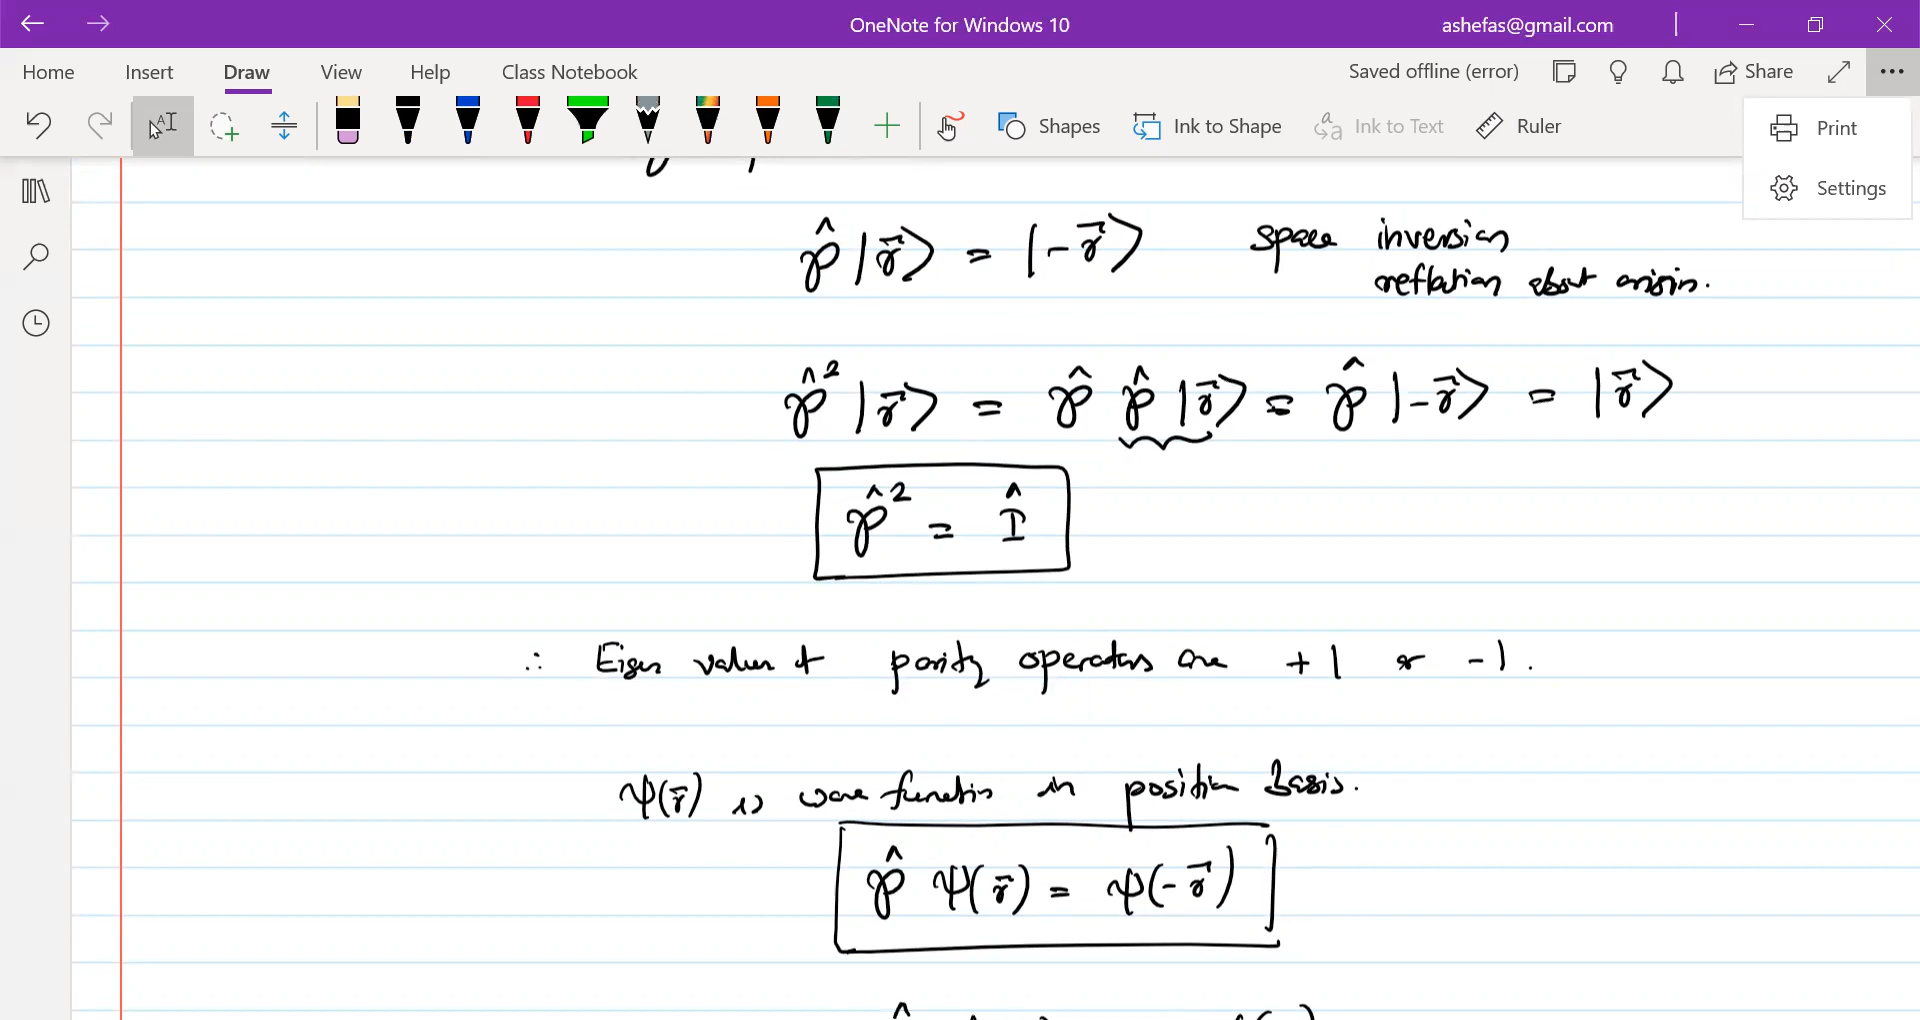 OneNote for Windows 10
ashefas@gmail.com
Home Insert Draw View Help Class Notebook
Saved offline (error) Share
Shapes Ink to Shape Ink to Text Ruler
Print
Settings
P̂ |r⃗⟩ = |-r⃗⟩ space inversion
reflection about origin.
P̂² |r⃗⟩ = P̂ P̂ |r⃗⟩ = P̂ |-r⃗⟩ = |r⃗⟩
P̂² = Î
∴ Eigen values of parity operators are +1 or -1.
ψ(r⃗) is wave function in position basis.
P̂ ψ(r⃗) = ψ(-r⃗)